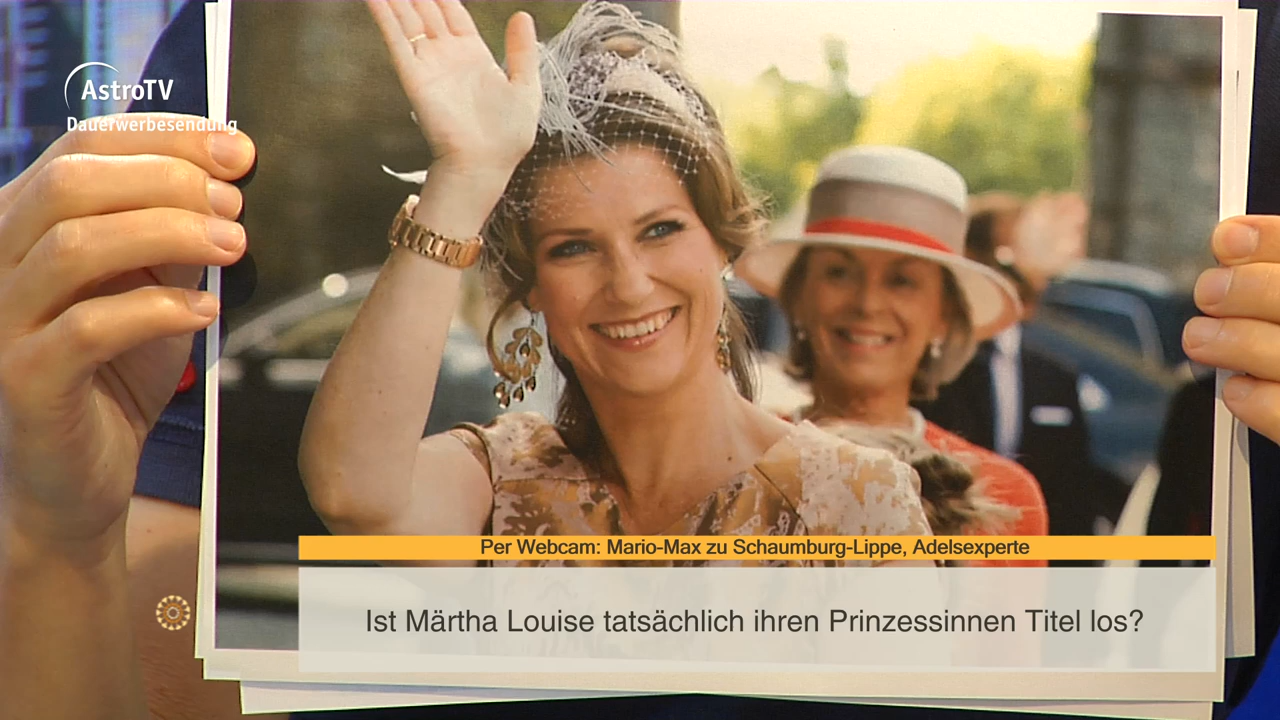 AstroTV
Dauerwerbesendung
Per Webcam: Mario-Max zu Schaumburg-Lippe, Adelsexperte
Ist Märtha Louise tatsächlich ihren Prinzessinnen Titel los?